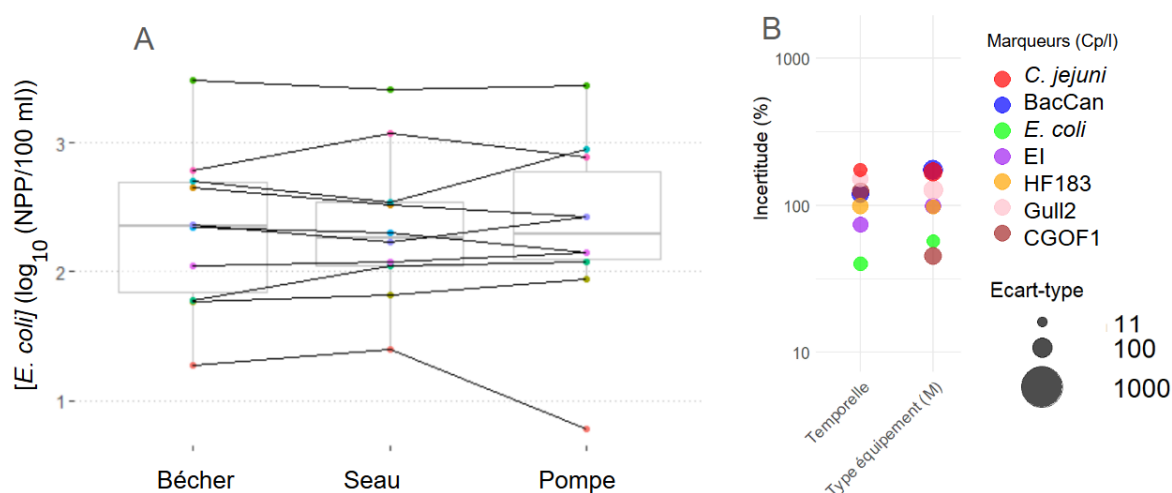 A
[E. coli] (log10 (NPP/100 ml))
3
2
1
Bécher
Seau
Pompe
B
Incertitude (%)
1000
100
10
Temporelle
Type équipement (M)
Marqueurs (Cp/l)
C. jejuni
BacCan
E. coli
EI
HF183
Gull2
CGOF1
Ecart-type
11
100
1000